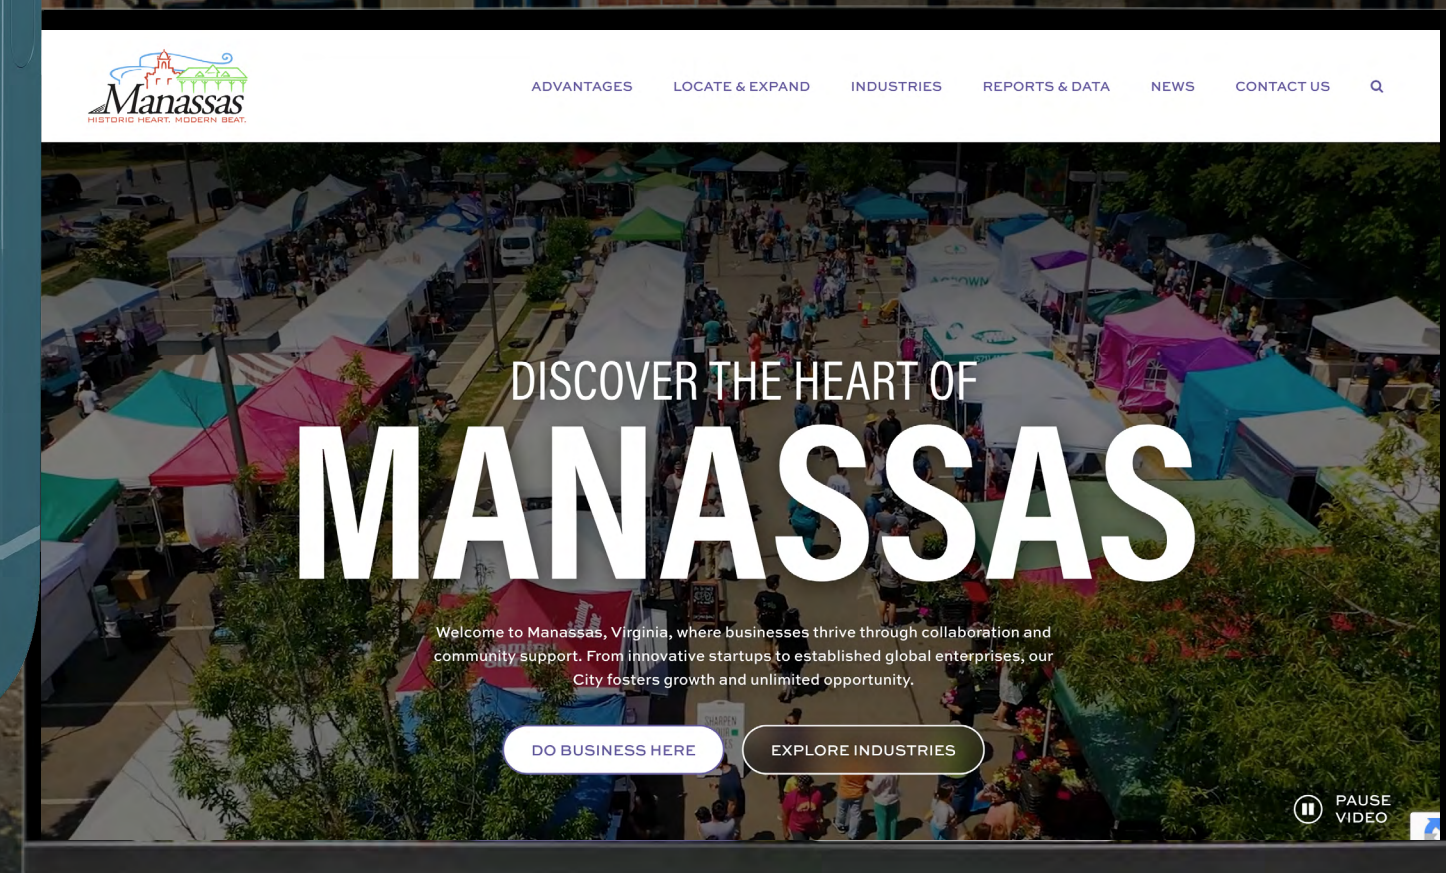 Manassas
HISTORIC HEART. MODERN BEAT.
ADVANTAGES
LOCATE & EXPAND
INDUSTRIES
REPORTS & DATA
NEWS
CONTACT US
DISCOVER THE HEART OF
MANASSAS
Welcome to Manassas, Virginia, where businesses thrive through collaboration and
community support. From innovative startups to established global enterprises, our
City fosters growth and unlimited opportunity.
SHARPEN
DO BUSINESS HERE
EXPLORE INDUSTRIES
PAUSE
VIDEO